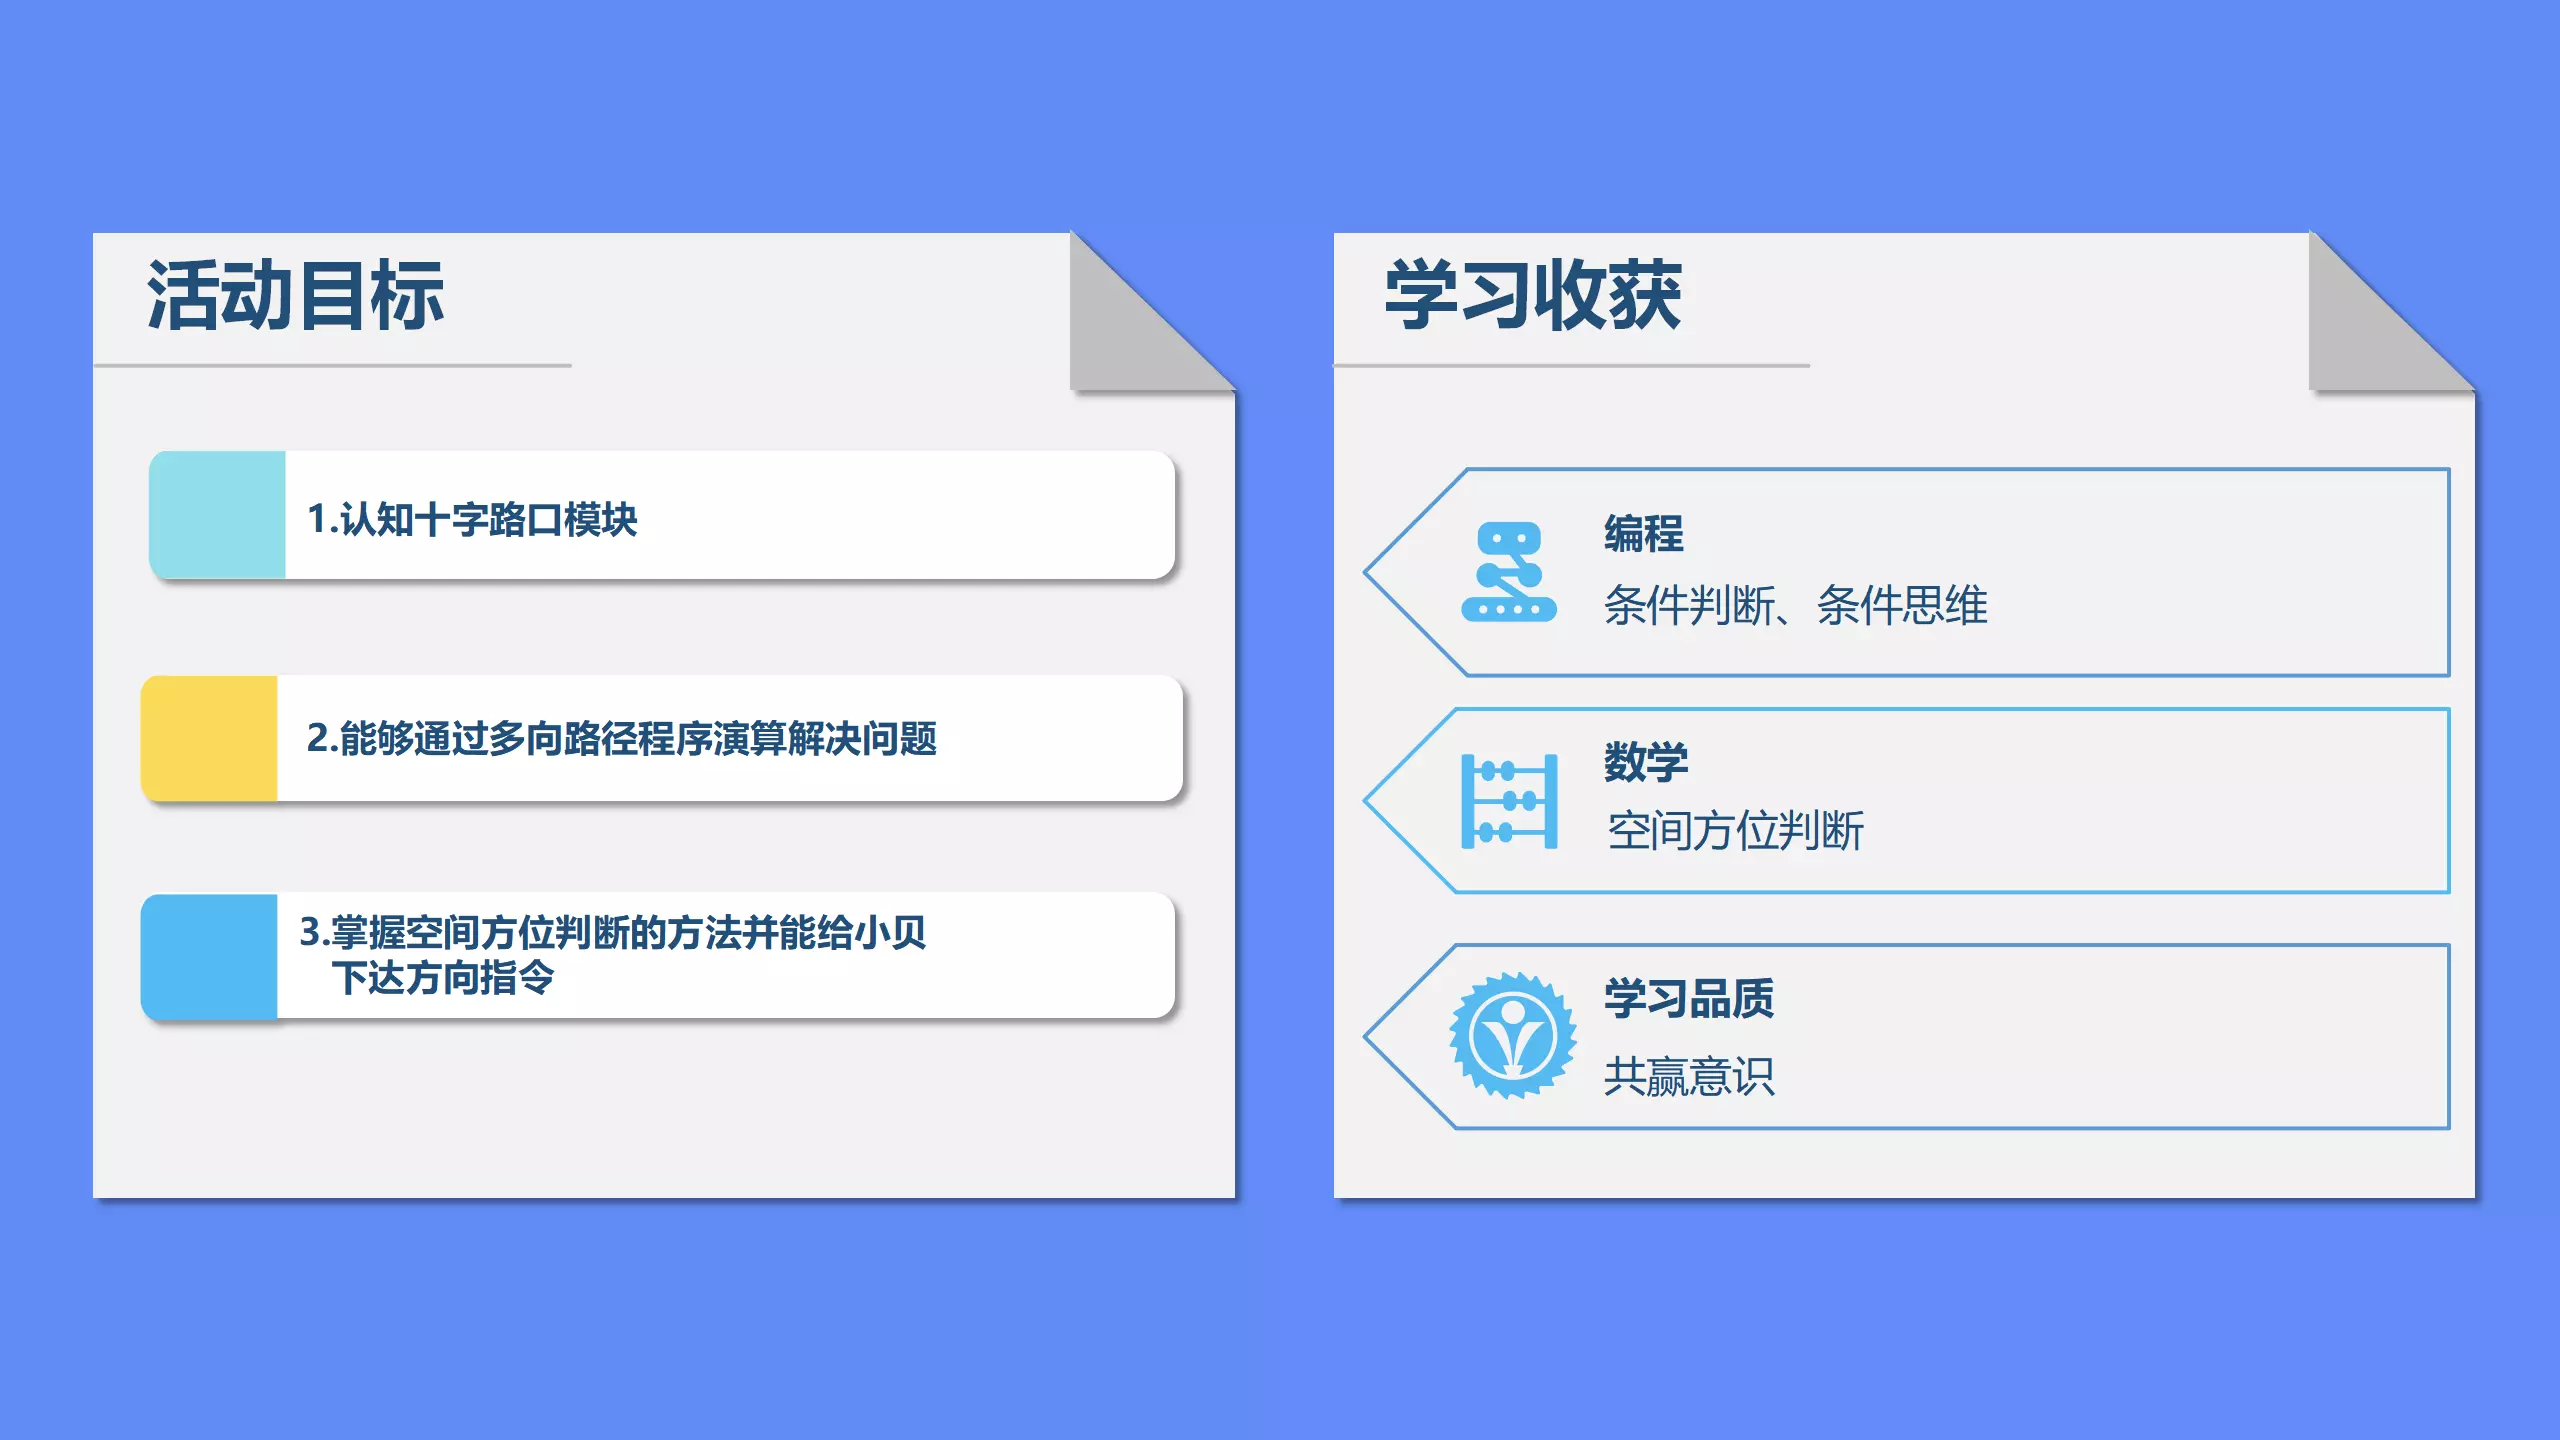 活动目标
1.认知十字路口模块
2.能够通过多向路径程序演算解决问题
3.掌握空间方位判断的方法并能给小贝
下达方向指令
学习收获
编程
条件判断、条件思维
数学
空间方位判断
学习品质
共赢意识